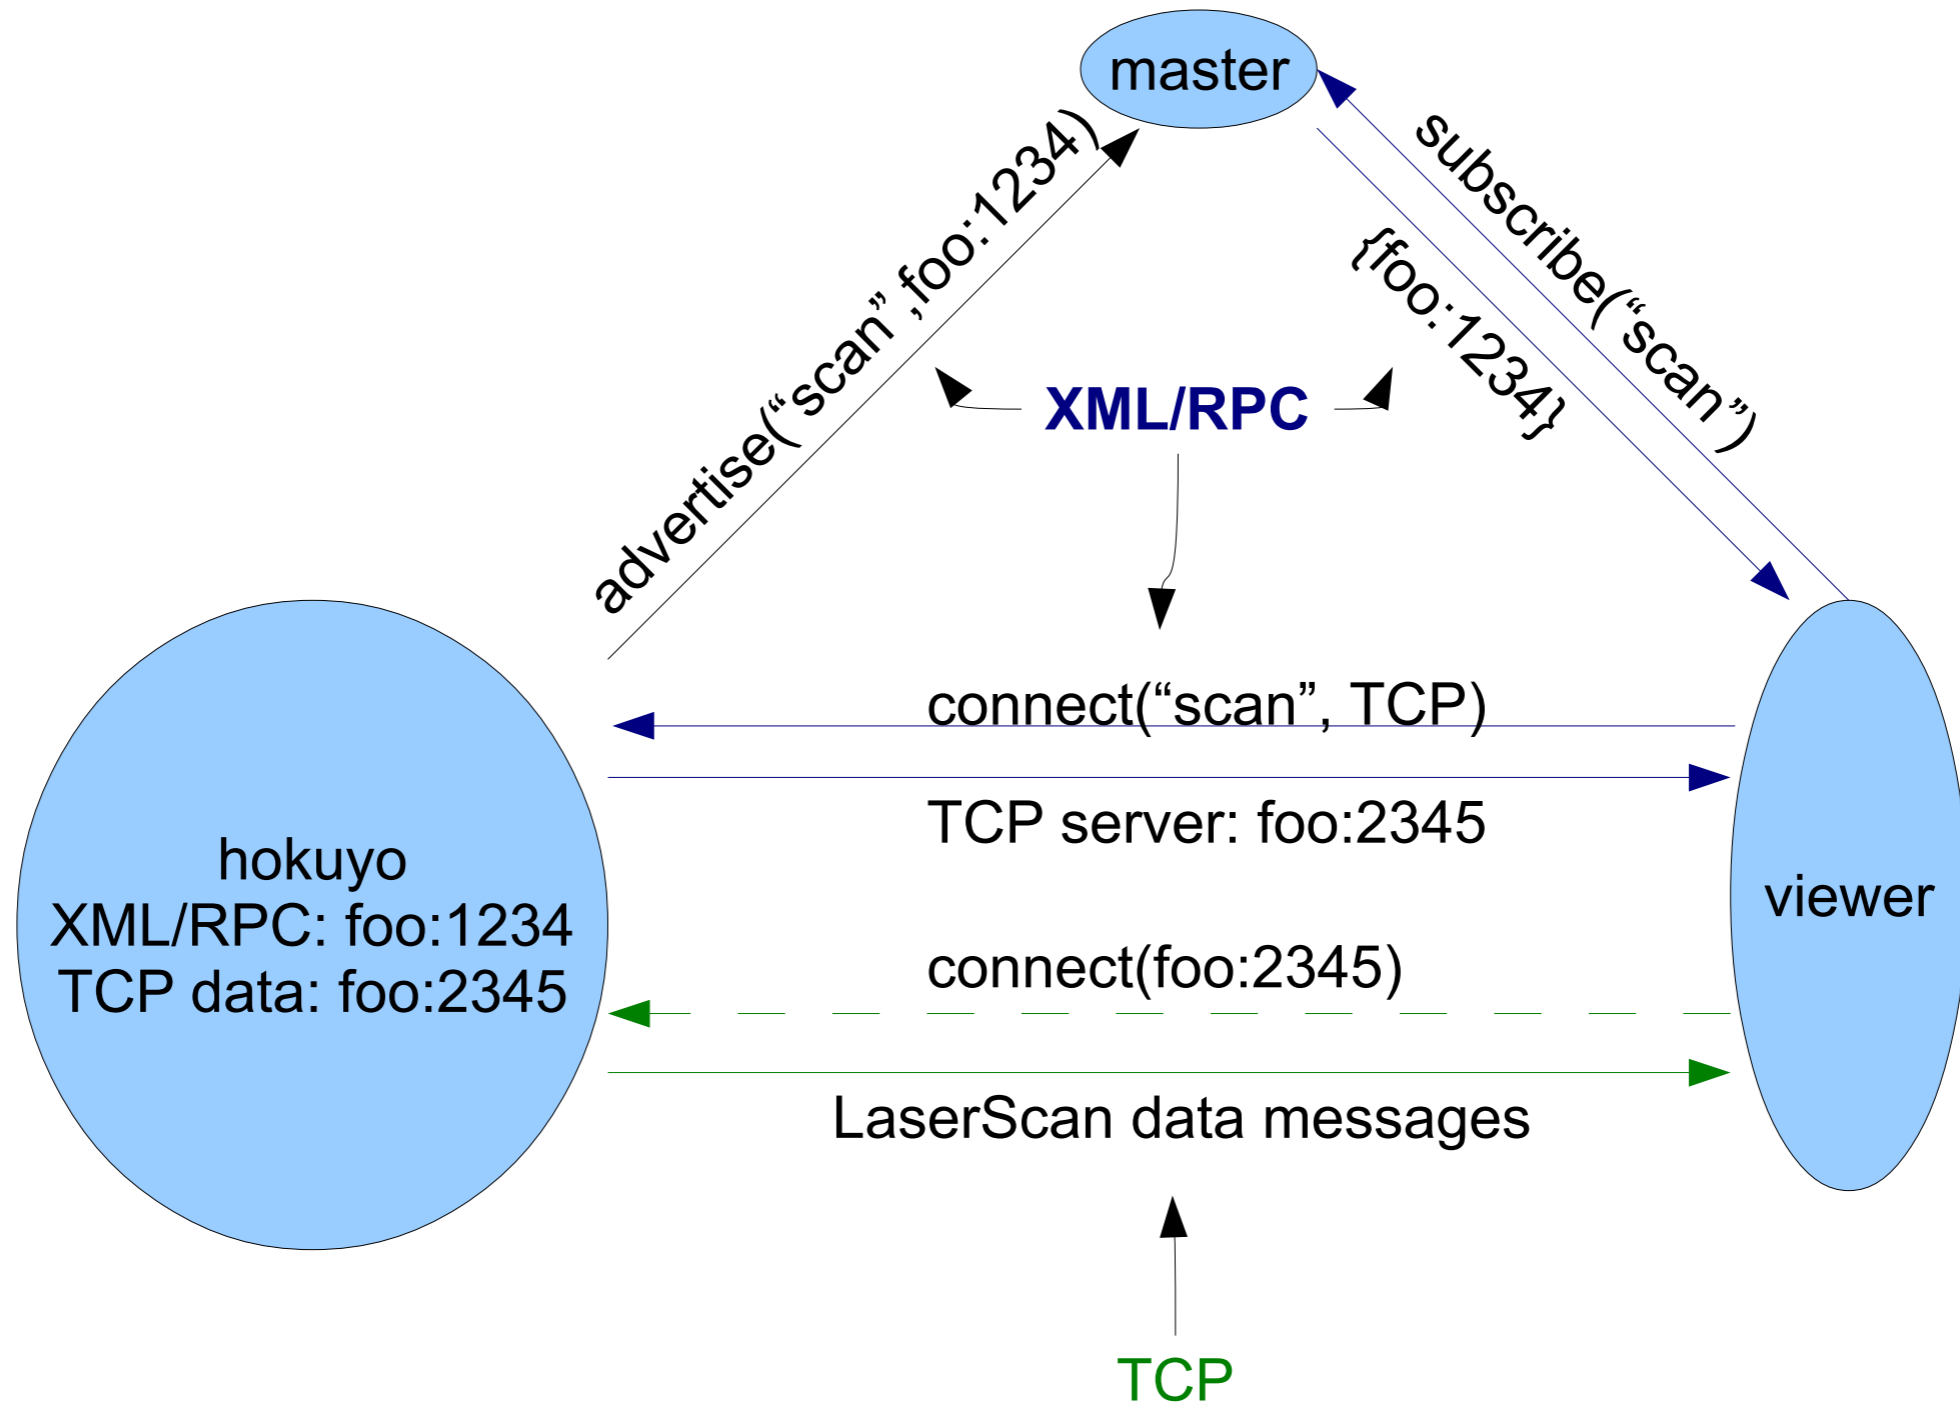 master
advertise(“scan”,foo:1234)
subscribe(“scan”)
{foo:1234}
XML/RPC
connect(“scan”, TCP)
TCP server: foo:2345
hokuyo
XML/RPC: foo:1234
TCP data: foo:2345
viewer
connect(foo:2345)
LaserScan data messages
TCP